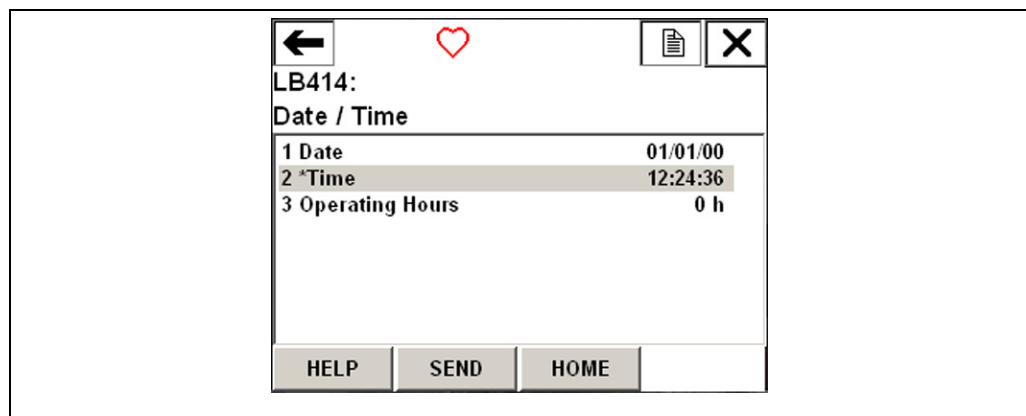 LB414:
Date / Time
1 Date 01/01/00
2 *Time 12:24:36
3 Operating Hours 0 h
HELP SEND HOME